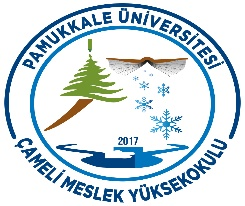 PAMUKKALE ÜNİVERSİTESİ
2017
ÇAMELİ MESLEK YÜKSEKOKULU